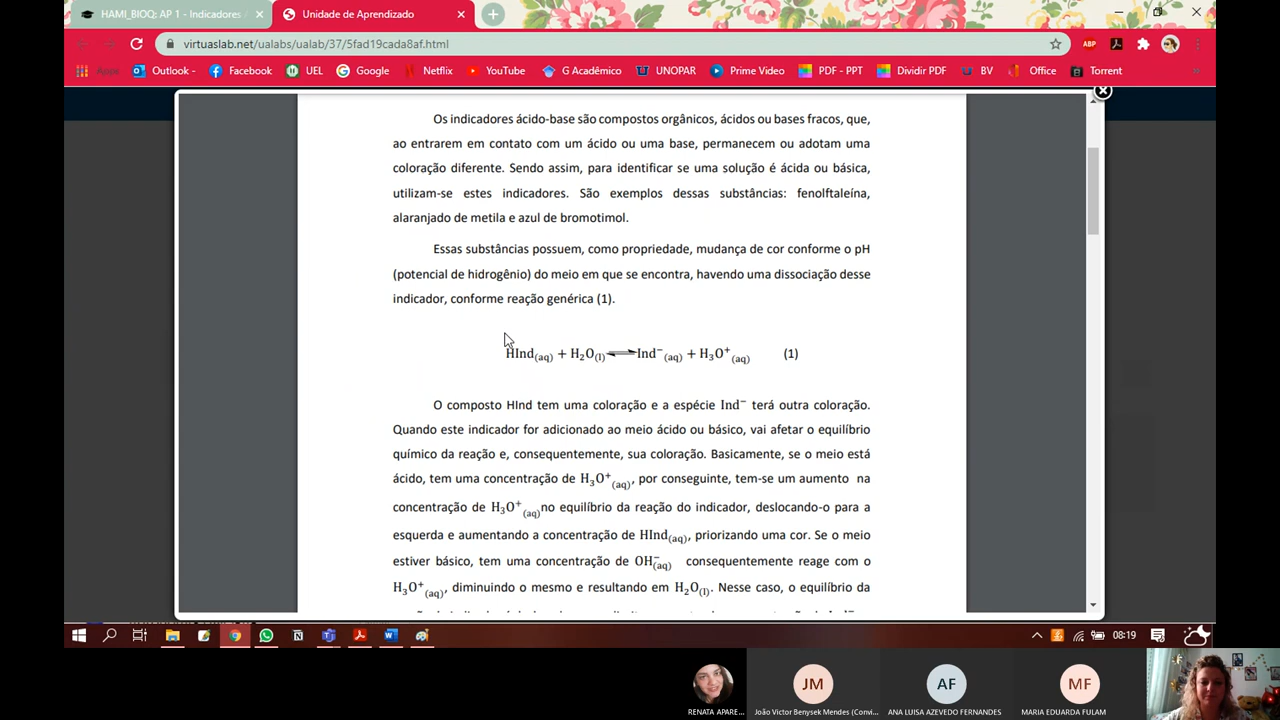 HAMI_BIOQ: AP 1 - Indicadores
Unidade de Aprendizado
virtuaslab.net/ualabs/ualab/37/5fad19cada8af.html
ABP
Apps
Outlook -
Facebook
UEL
Google
Netflix
YouTube
G Acadêmico
UNOPAR
Prime Video
PDF - PPT
Dividir PDF
BV
Office
Torrent
Os indicadores ácido-base são compostos orgânicos, ácidos ou bases fracos, que,
ao entrarem em contato com um ácido ou uma base, permanecem ou adotam uma
coloração diferente. Sendo assim, para identificar se uma solução é ácida ou básica,
utilizam-se estes indicadores. São exemplos dessas substâncias: fenolftaleína,
alaranjado de metila e azul de bromotimol.
Essas substâncias possuem, como propriedade, mudança de cor conforme o pH
(potencial de hidrogênio) do meio em que se encontra, havendo uma dissociação desse
indicador, conforme reação genérica (1).
HInd(aq) + H₂O(l) ⇌ Ind⁻(aq) + H₃O⁺(aq) (1)
O composto HInd tem uma coloração e a espécie Ind⁻ terá outra coloração.
Quando este indicador for adicionado ao meio ácido ou básico, vai afetar o equilíbrio
químico da reação e, consequentemente, sua coloração. Basicamente, se o meio está
ácido, tem uma concentração de H₃O⁺(aq), por conseguinte, tem-se um aumento na
concentração de H₃O⁺(aq)no equilíbrio da reação do indicador, deslocando-o para a
esquerda e aumentando a concentração de HInd(aq), priorizando uma cor. Se o meio
estiver básico, tem uma concentração de OH⁻(aq) consequentemente reage com o
H₃O⁺(aq), diminuindo o mesmo e resultando em H₂O(l). Nesse caso, o equilíbrio da
08:19
RENATA APARE...
JM
João Victor Benysek Mendes (Convi...
AF
ANA LUISA AZEVEDO FERNANDES
MF
MARIA EDUARDA FULAM